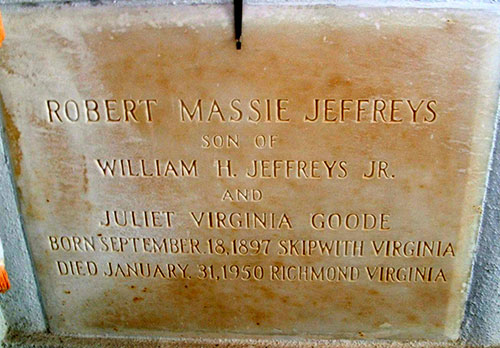 ROBERT MASSIE JEFFREYS
SON OF
WILLIAM H. JEFFREYS JR.
AND
JULIET VIRGINIA GOODE
BORN SEPTEMBER 18, 1897 SKIPWITH VIRGINIA
DIED JANUARY. 31, 1950 RICHMOND VIRGINIA